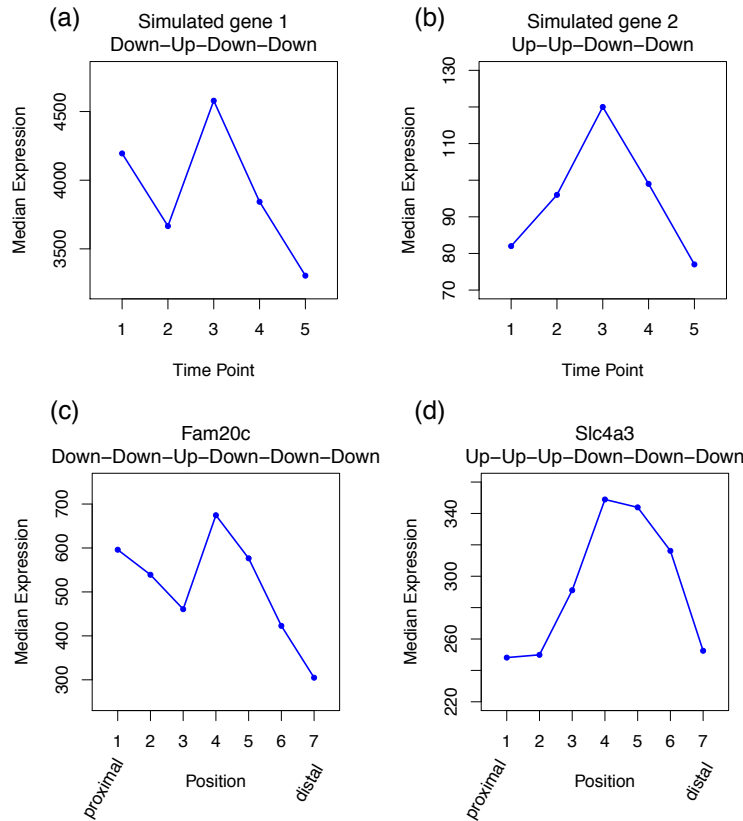 (a)
Simulated gene 1
Down−Up−Down−Down
Median Expression
4500
4000
3500
1 2 3 4 5
Time Point
(b)
Simulated gene 2
Up−Up−Down−Down
Median Expression
130
110
90
80
70
1 2 3 4 5
Time Point
(c)
Fam20c
Down−Down−Up−Down−Down−Down
Median Expression
700
600
500
400
300
1 2 3 4 5 6 7
proximal
distal
Position
(d)
Slc4a3
Up−Up−Up−Down−Down−Down
Median Expression
340
300
260
220
1 2 3 4 5 6 7
proximal
distal
Position